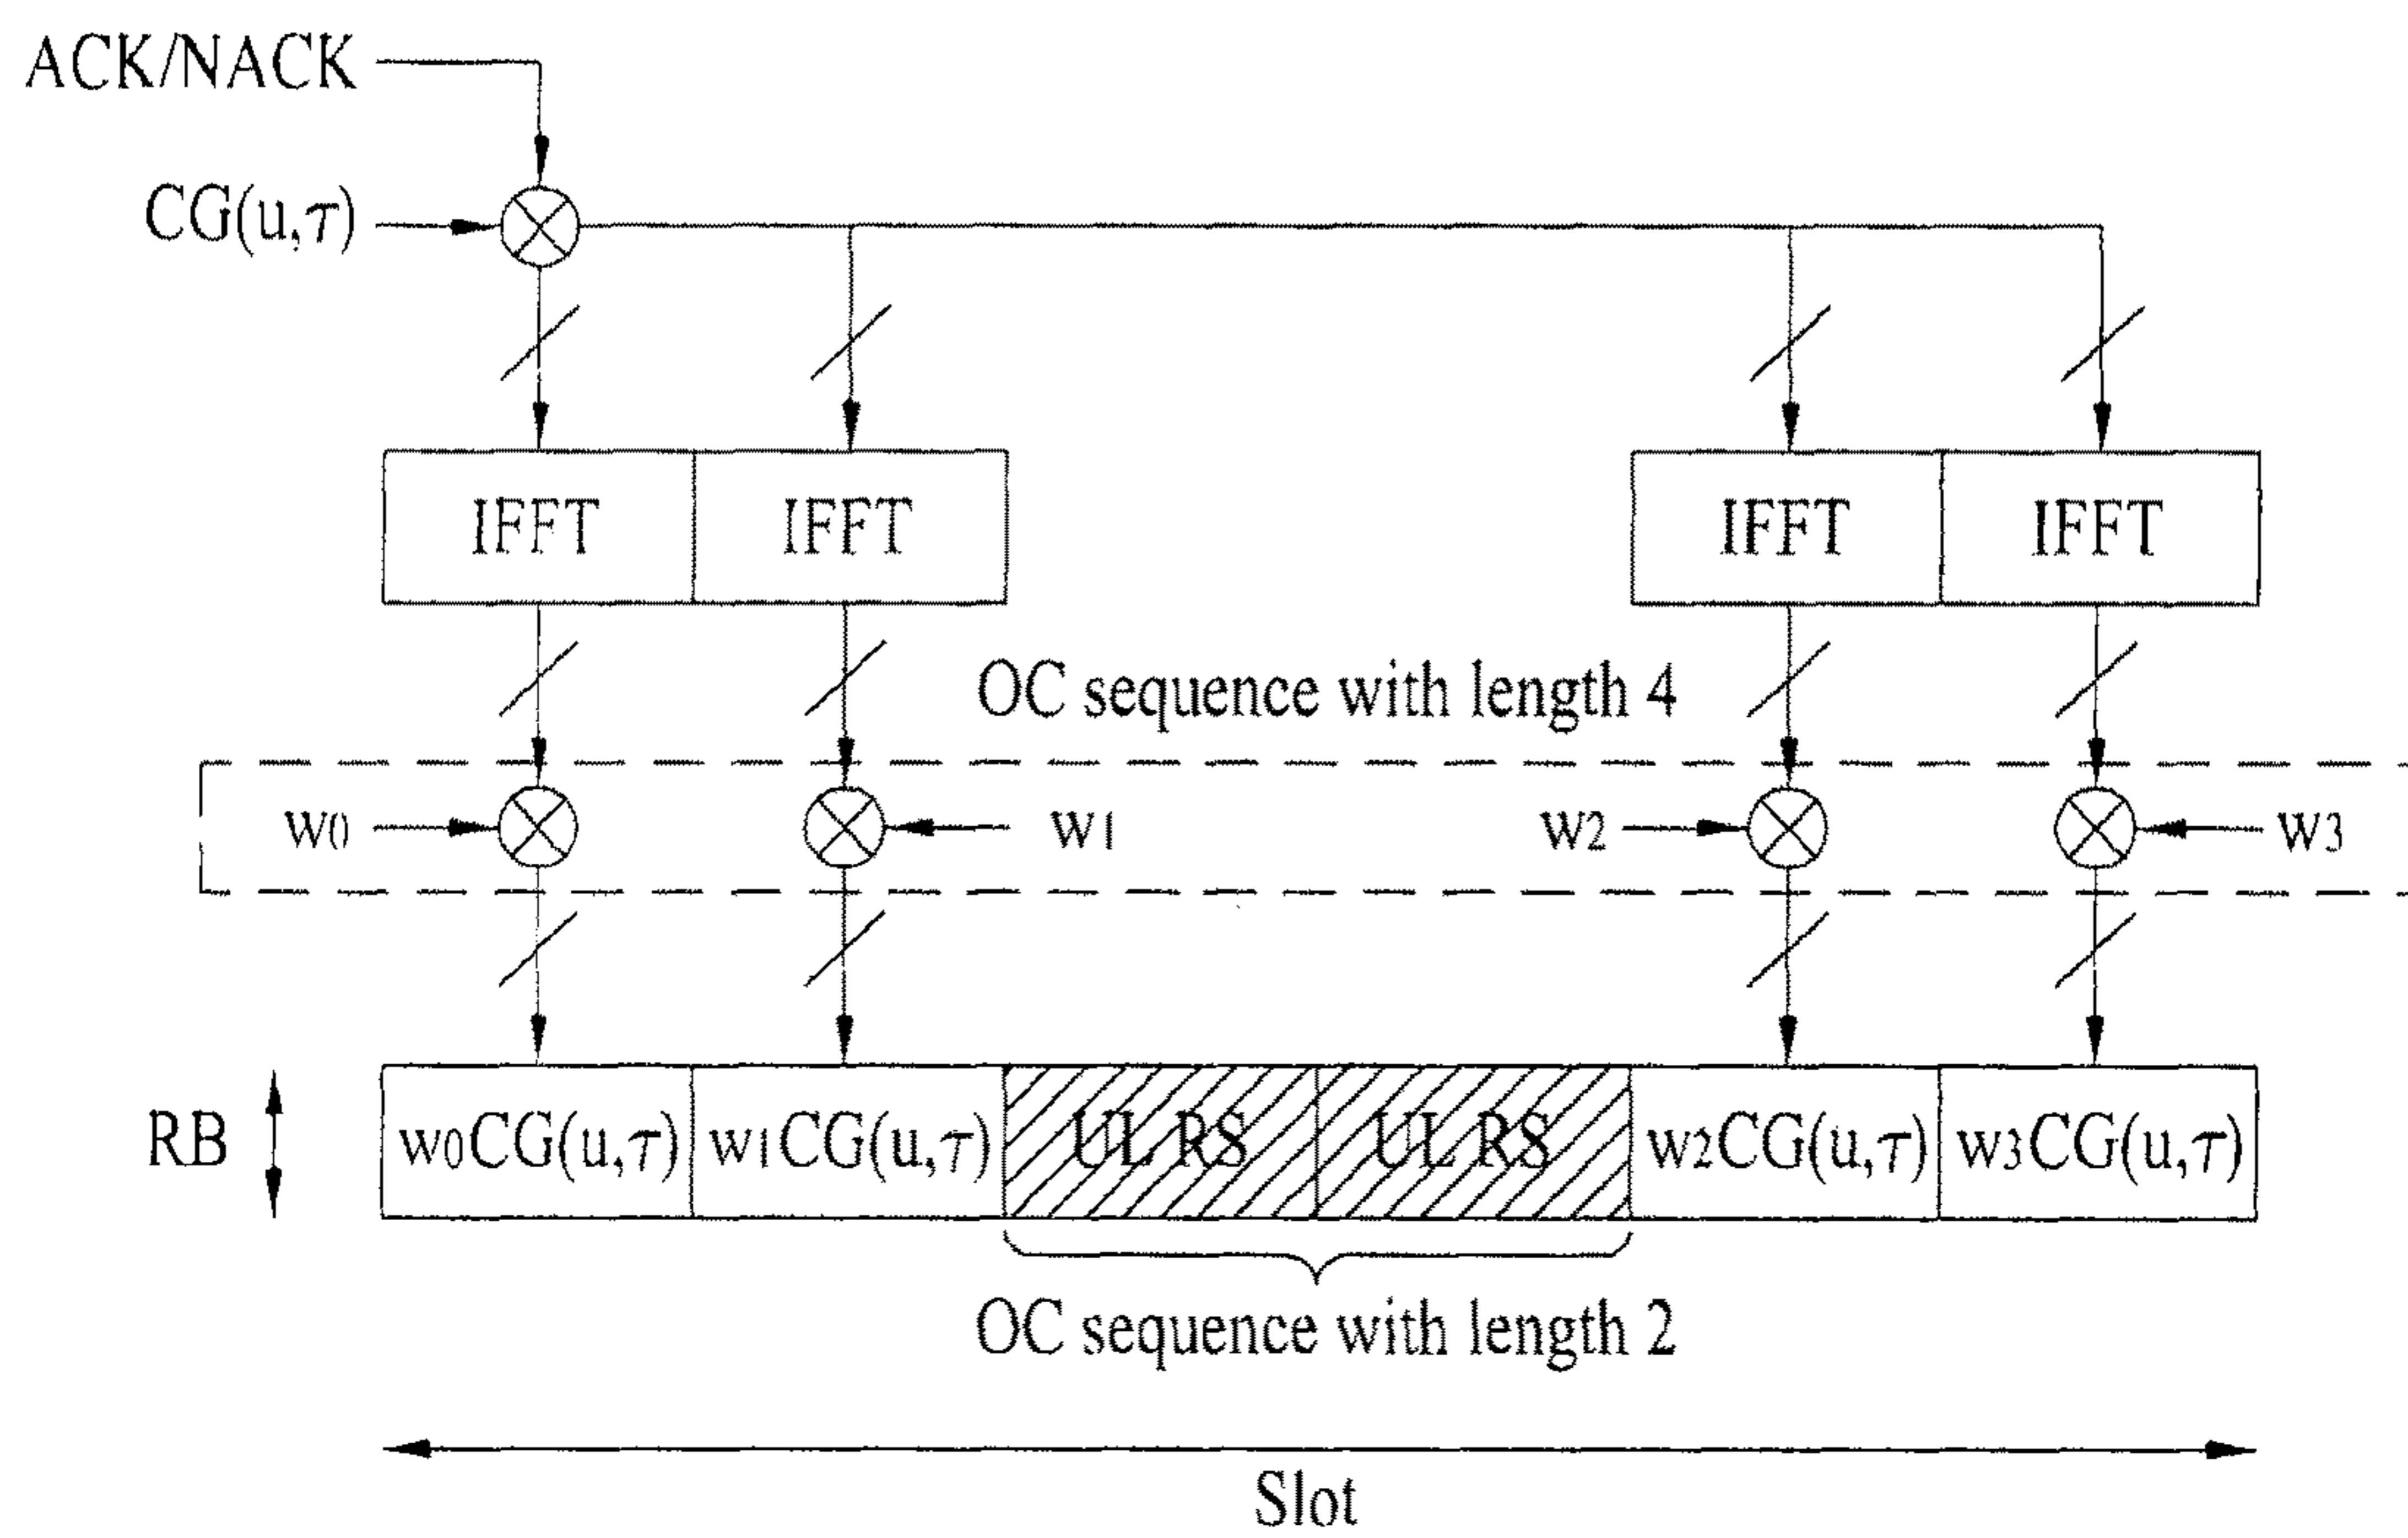 ACK/NACK
CG(u,τ)
IFFT IFFT IFFT IFFT
OC sequence with length 4
w0 w1 w2 w3
RB w0CG(u,τ) w1CG(u,τ) UL RS UL RS w2CG(u,τ) w3CG(u,τ)
OC sequence with length 2
Slot